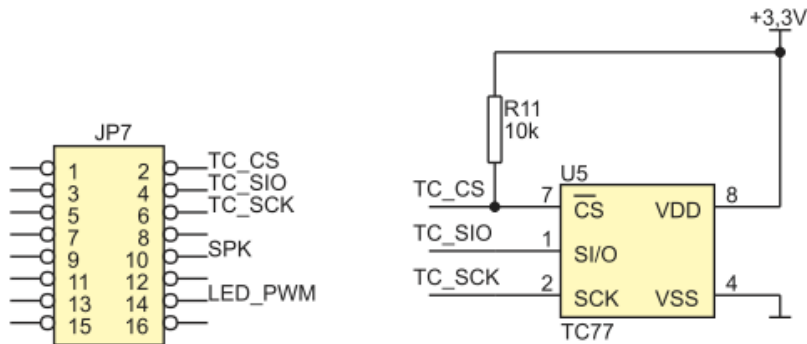 JP7
1 2 TC_CS
3 4 TC_SIO
5 6 TC_SCK
7 8
9 10 SPK
11 12
13 14 LED_PWM
15 16
+3,3V
R11
10k
U5
TC_CS 7 CS VDD 8
TC_SIO 1 SI/O
TC_SCK 2 SCK VSS 4
TC77